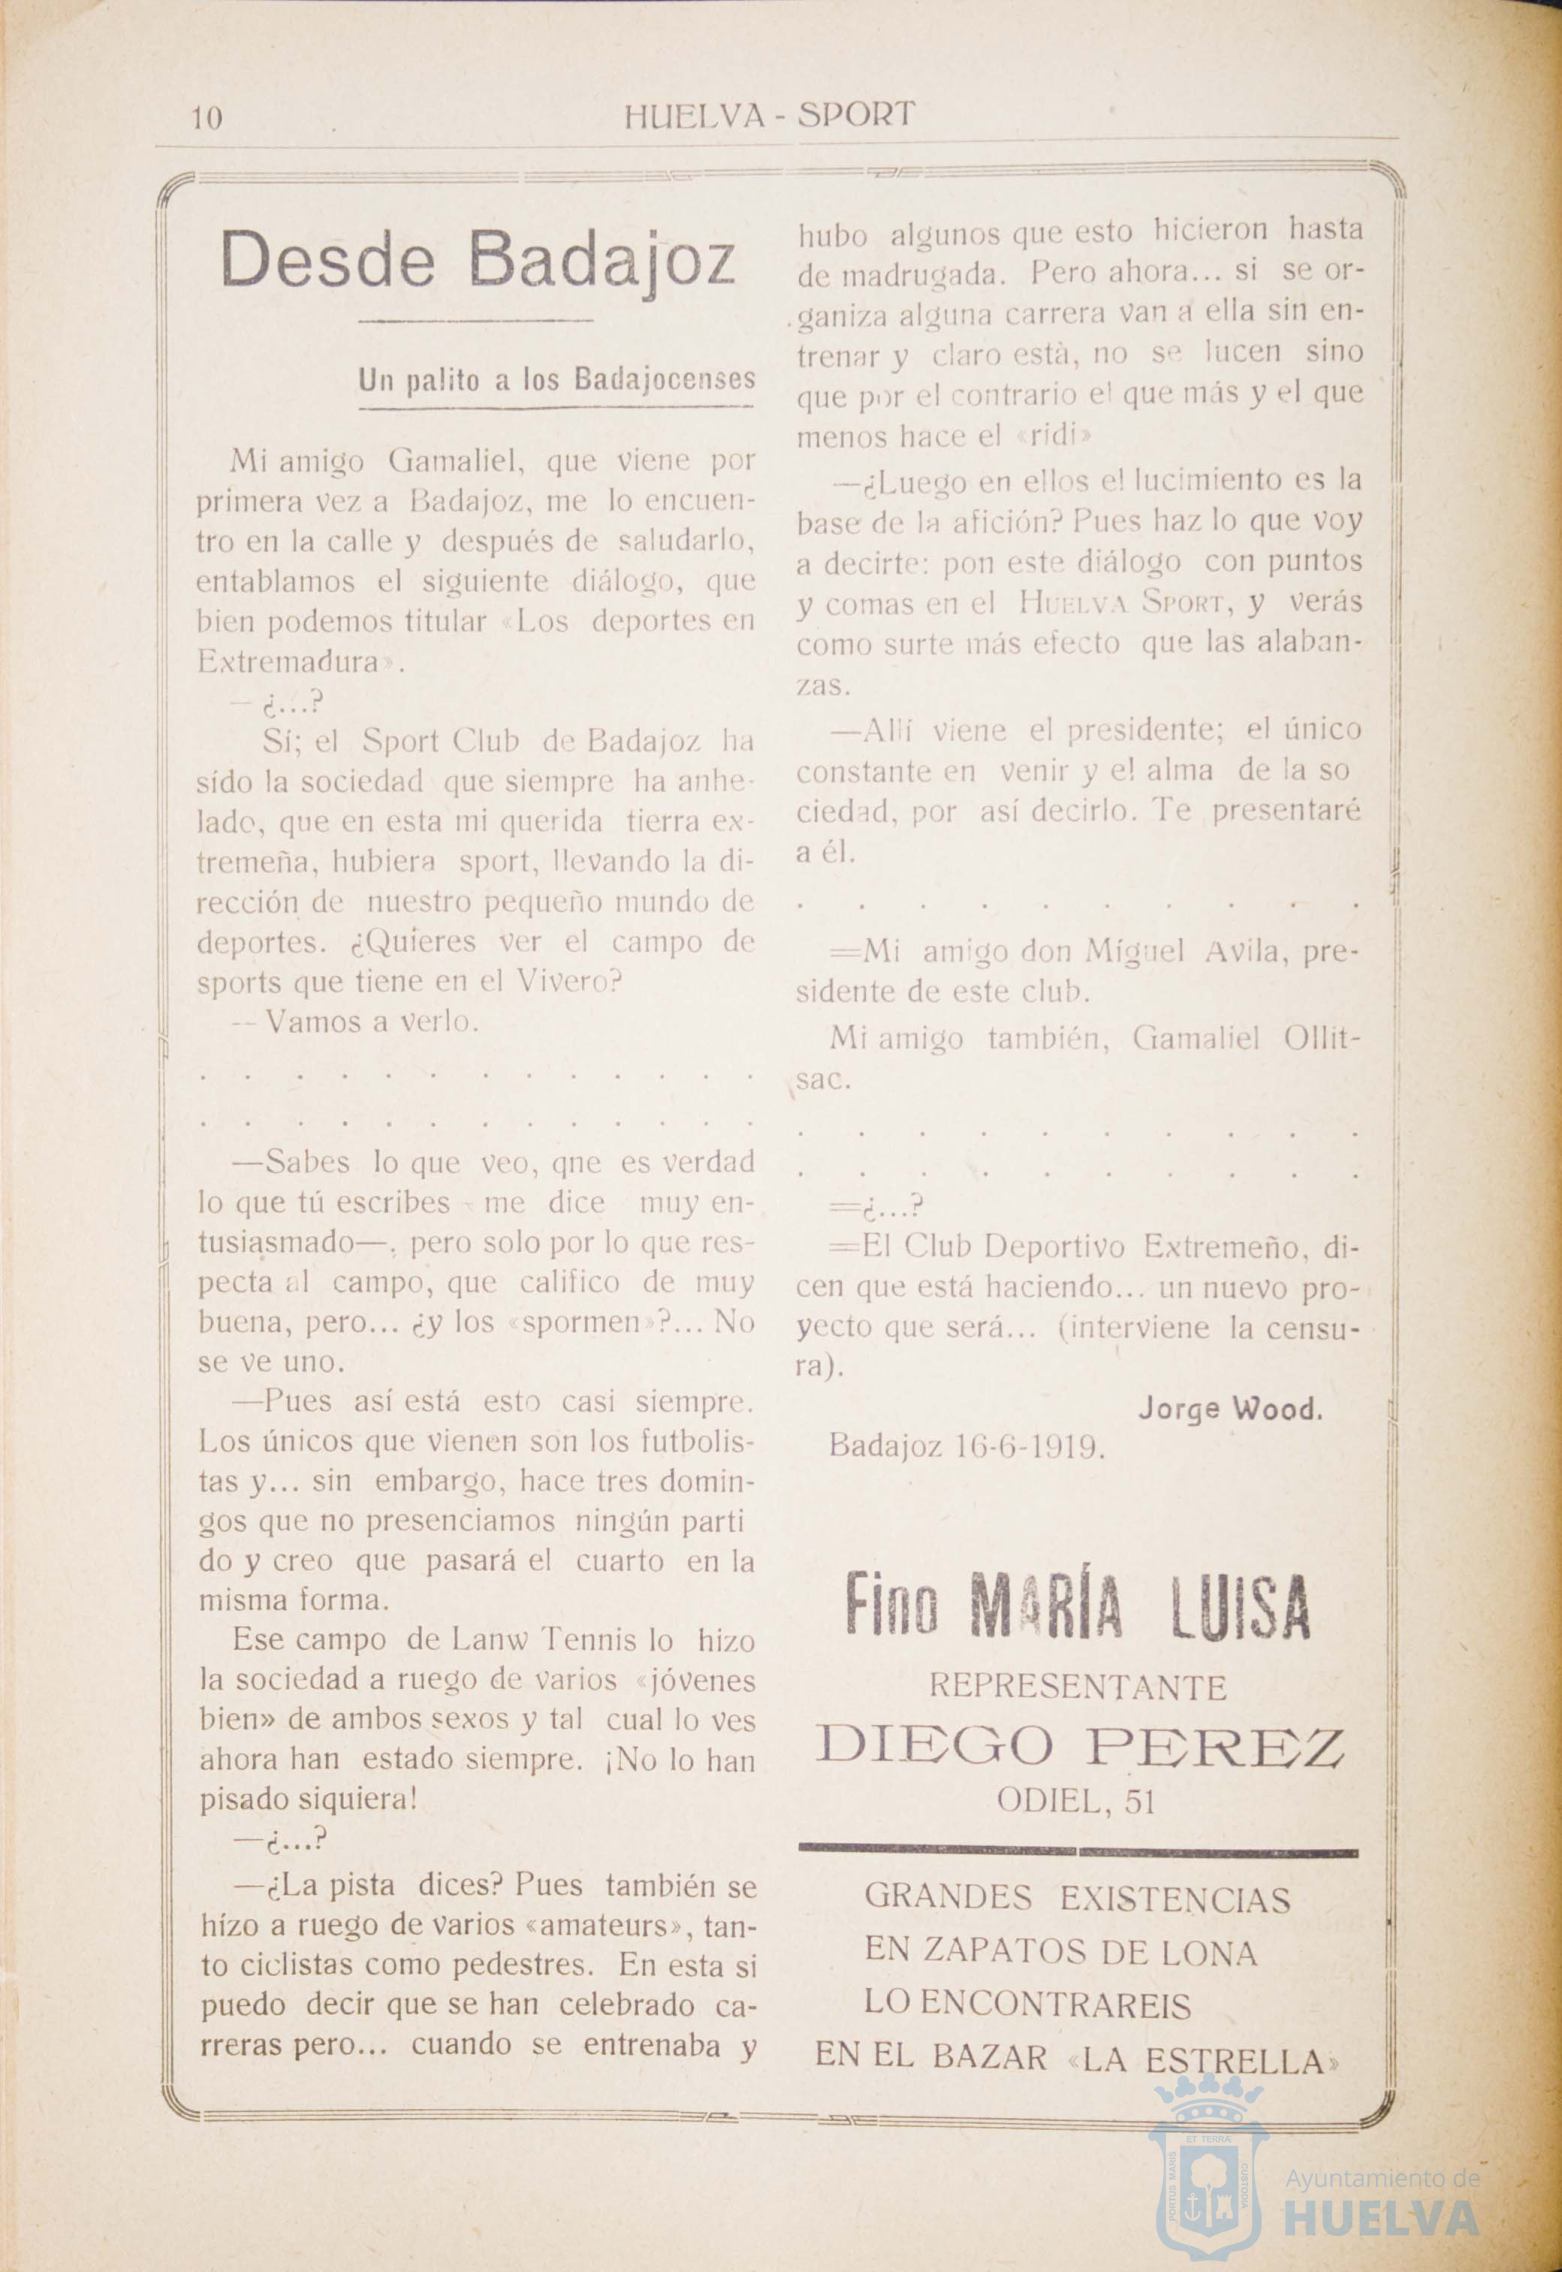 10
HUELVA - SPORT
Desde Badajoz
Un palito a los Badajocenses
Mi amigo Gamaliel, que viene por
primera vez a Badajoz, me lo encuen-
tro en la calle y después de saludarlo,
entablamos el siguiente diálogo, que
bien podemos titular «Los deportes en
Extremadura».
—¿...?
Sí; el Sport Club de Badajoz ha
sído la sociedad que siempre ha anhe-
lado, que en esta mi querida tierra ex-
tremeña, hubiera sport, llevando la di-
rección de nuestro pequeño mundo de
deportes. ¿Quieres ver el campo de
sports que tiene en el Vivero?
—Vamos a verlo.
. . . . . . . . . . . . .
. . . . . . . . . . . . .
—Sabes lo que veo, qne es verdad
lo que tú escribes - me dice muy en-
tusiasmado—, pero solo por lo que res-
pecta al campo, que califico de muy
buena, pero... ¿y los «spormen»?... No
se ve uno.
—Pues así está esto casi siempre.
Los únicos que vienen son los futbolis-
tas y... sin embargo, hace tres domin-
gos que no presenciamos ningún parti
do y creo que pasará el cuarto en la
misma forma.
Ese campo de Lanw Tennis lo hizo
la sociedad a ruego de varios «jóvenes
bien» de ambos sexos y tal cual lo ves
ahora han estado siempre. ¡No lo han
pisado siquiera!
—¿...?
—¿La pista dices? Pues también se
hízo a ruego de varios «amateurs», tan-
to ciclistas como pedestres. En esta si
puedo decir que se han celebrado ca-
rreras pero... cuando se entrenaba y
hubo algunos que esto hicieron hasta
de madrugada. Pero ahora... si se or-
ganiza alguna carrera van a ella sin en-
trenar y claro està, no se lucen sino
que por el contrario el que más y el que
menos hace el «ridi»
—¿Luego en ellos el lucimiento es la
base de la afición? Pues haz lo que voy
a decirte: pon este diálogo con puntos
y comas en el HUELVA SPORT, y verás
como surte más efecto que las alaban-
zas.
—Allí viene el presidente; el único
constante en venir y el alma de la so
ciedad, por así decirlo. Te presentaré
a él.
. . . . . . . . . .
=Mi amigo don Míguel Avila, pre-
sidente de este club.
Mi amigo también, Gamaliel Ollit-
sac.
. . . . . . . . . .
. . . . . . . . . .
=¿...?
=El Club Deportivo Extremeño, di-
cen que está haciendo... un nuevo pro-
yecto que será... (interviene la censu-
ra).
Jorge Wood.
Badajoz 16-6-1919.
Fino MARÍA LUISA
REPRESENTANTE
DIEGO PEREZ
ODIEL, 51
GRANDES EXISTENCIAS
EN ZAPATOS DE LONA
LO ENCONTRAREIS
EN EL BAZAR «LA ESTRELLA»
PORTUS MARIS
ET TERRÆ
CUSTODIA
Ayuntamiento de
HUELVA